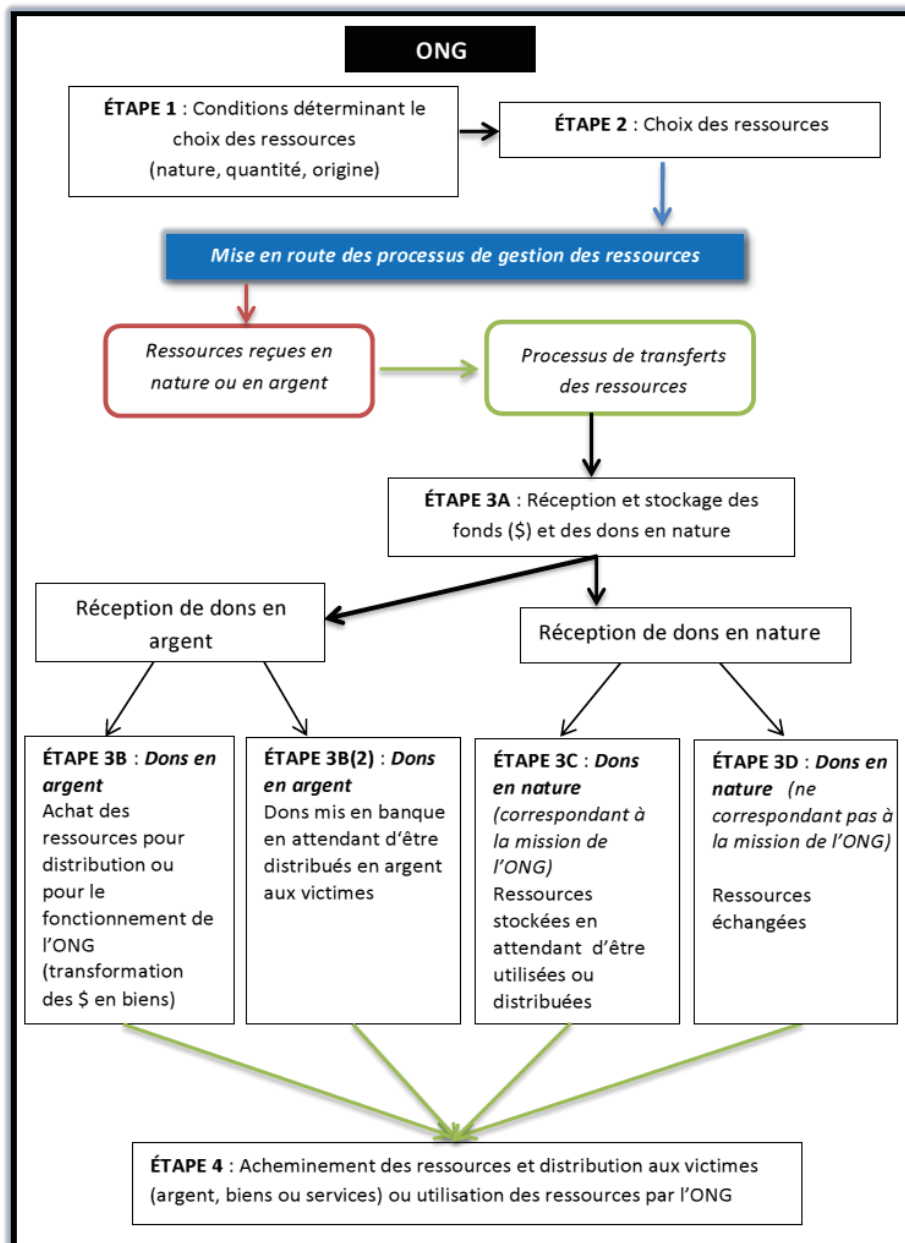 ONG
ÉTAPE 1 : Conditions déterminant le
choix des ressources
(nature, quantité, origine)
ÉTAPE 2 : Choix des ressources
Mise en route des processus de gestion des ressources
Ressources reçues en
nature ou en argent
Processus de transferts
des ressources
ÉTAPE 3A : Réception et stockage des
fonds ($) et des dons en nature
Réception de dons en
argent
Réception de dons en nature
ÉTAPE 3B : Dons en
argent
Achat des
ressources pour
distribution ou
pour le
fonctionnement de
l'ONG
(transformation
des $ en biens)
ÉTAPE 3B(2) : Dons
en argent
Dons mis en banque
en attendant d'être
distribués en argent
aux victimes
ÉTAPE 3C : Dons
en nature
(correspondant à
la mission de
l'ONG)
Ressources
stockées en
attendant d'être
utilisées ou
distribuées
ÉTAPE 3D : Dons en
nature (ne
correspondant pas à
la mission de l'ONG)
Ressources
échangées
ÉTAPE 4 : Acheminement des ressources et distribution aux victimes
(argent, biens ou services) ou utilisation des ressources par l'ONG